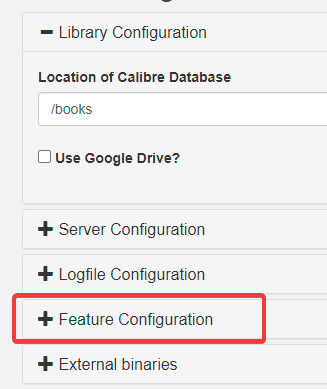 Library Configuration
Location of Calibre Database
/books
Use Google Drive?
Server Configuration
Logfile Configuration
Feature Configuration
External binaries